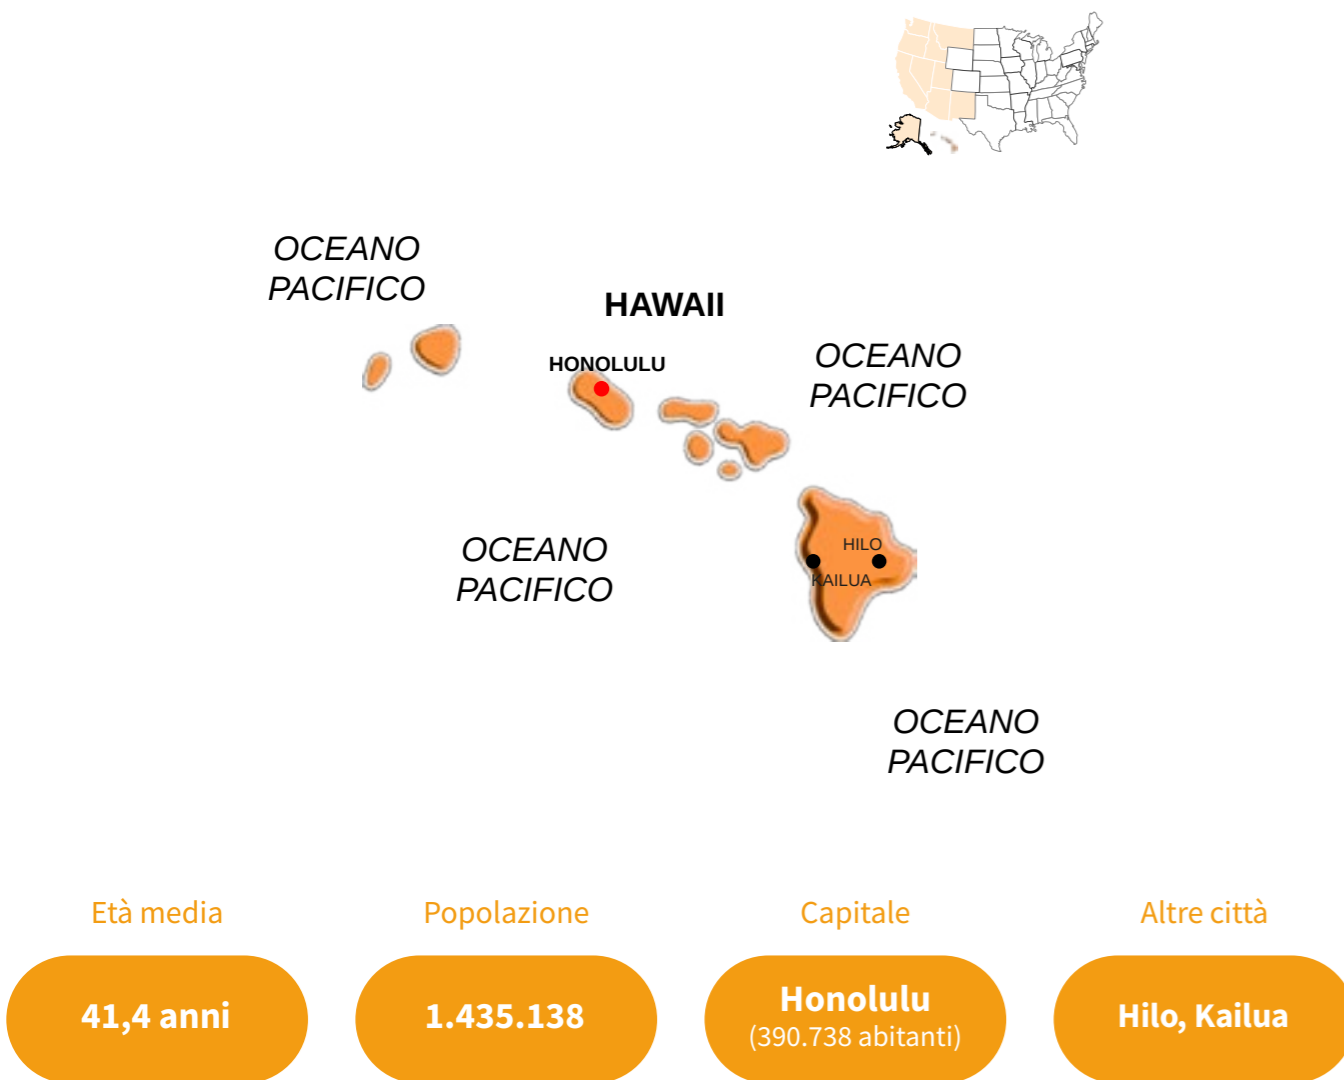 OCEANO
PACIFICO
HAWAII
HONOLULU
OCEANO
PACIFICO
OCEANO
PACIFICO
HILO
KAILUA
OCEANO
PACIFICO
Età media
Popolazione
Capitale
Altre città
41,4 anni
1.435.138
Honolulu
(390.738 abitanti)
Hilo, Kailua